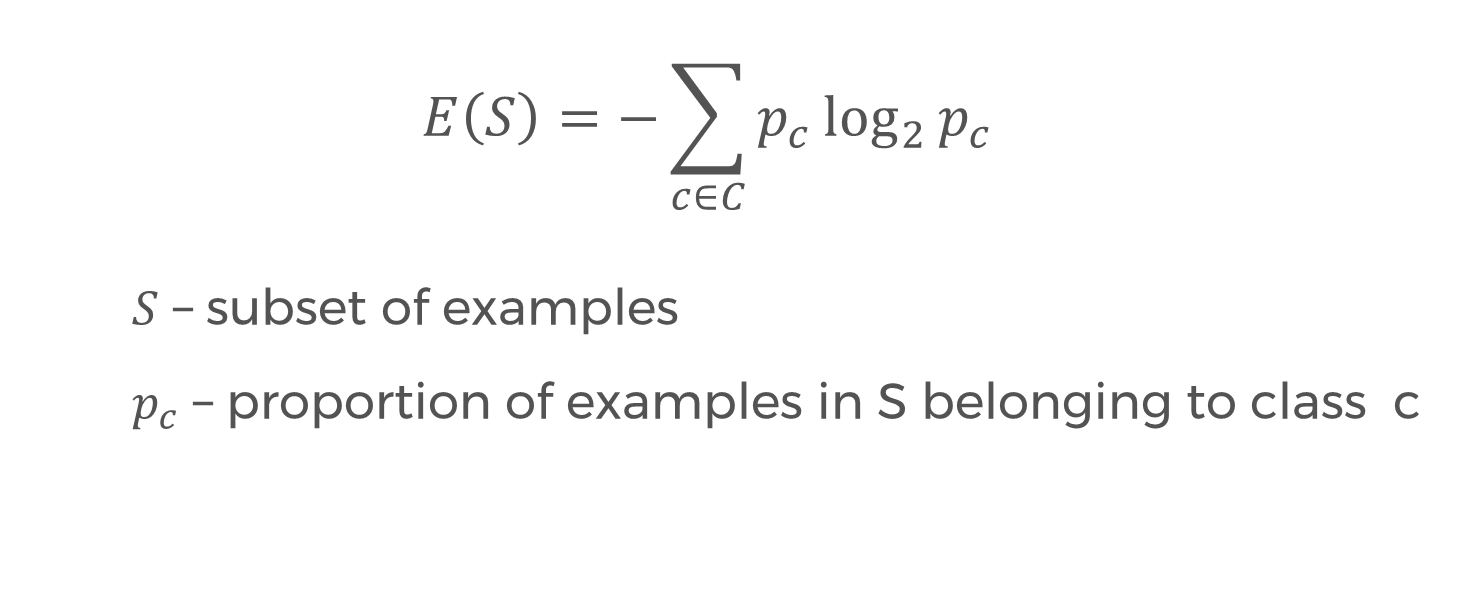 E(S) = − ∑ p_c log₂ p_c
c∈C
S – subset of examples
p_c – proportion of examples in S belonging to class c